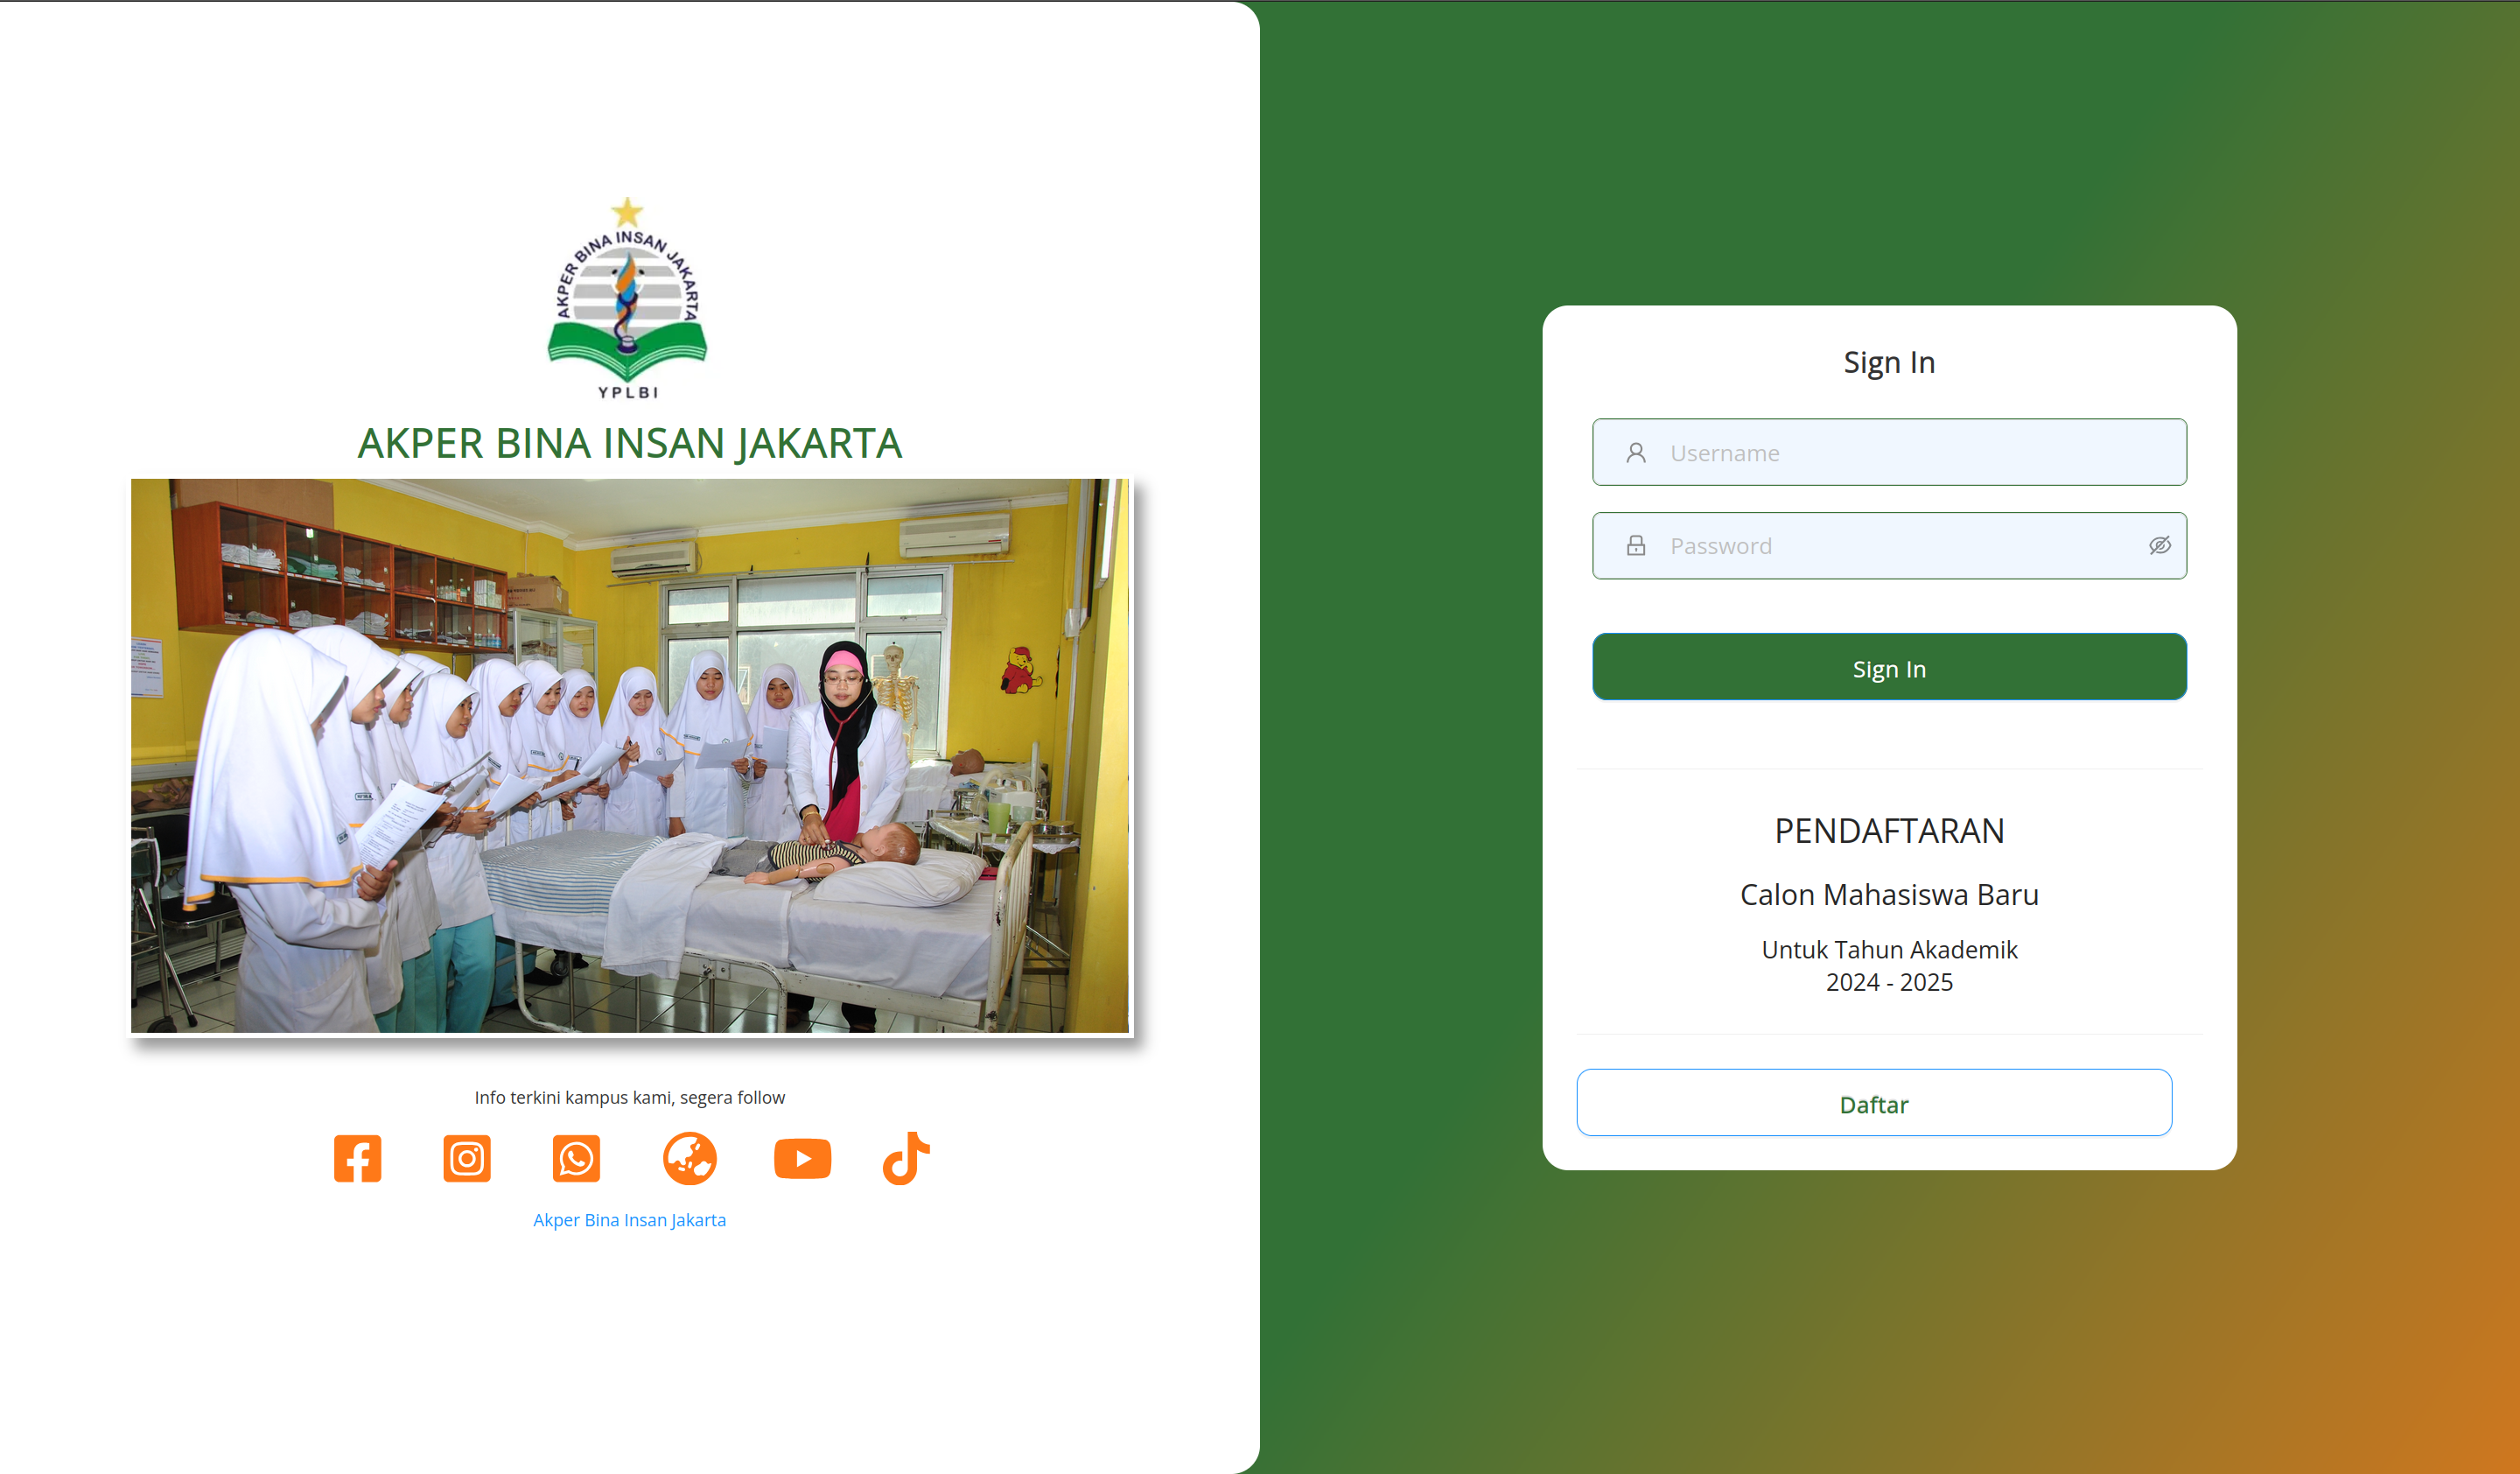 AKPER BINA INSAN JAKARTA
YPLBI
AKPER BINA INSAN JAKARTA
Info terkini kampus kami, segera follow
Akper Bina Insan Jakarta
Sign In
Username
Password
Sign In
PENDAFTARAN
Calon Mahasiswa Baru
Untuk Tahun Akademik
2024 - 2025
Daftar